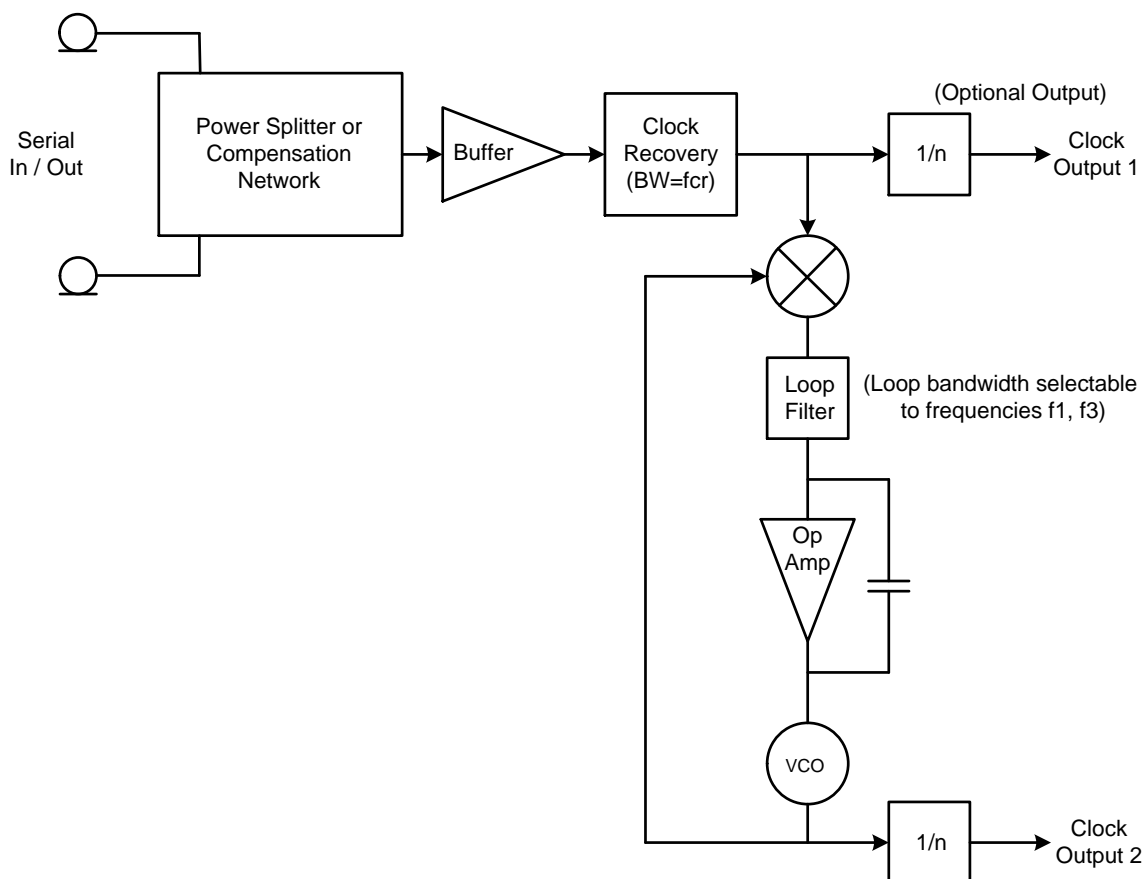 (Optional Output)
Serial
In / Out
Power Splitter or
Compensation
Network
Buffer
Clock
Recovery
(BW=fcr)
1/n
Clock
Output 1
Loop
Filter
(Loop bandwidth selectable
to frequencies f1, f3)
Op
Amp
VCO
1/n
Clock
Output 2